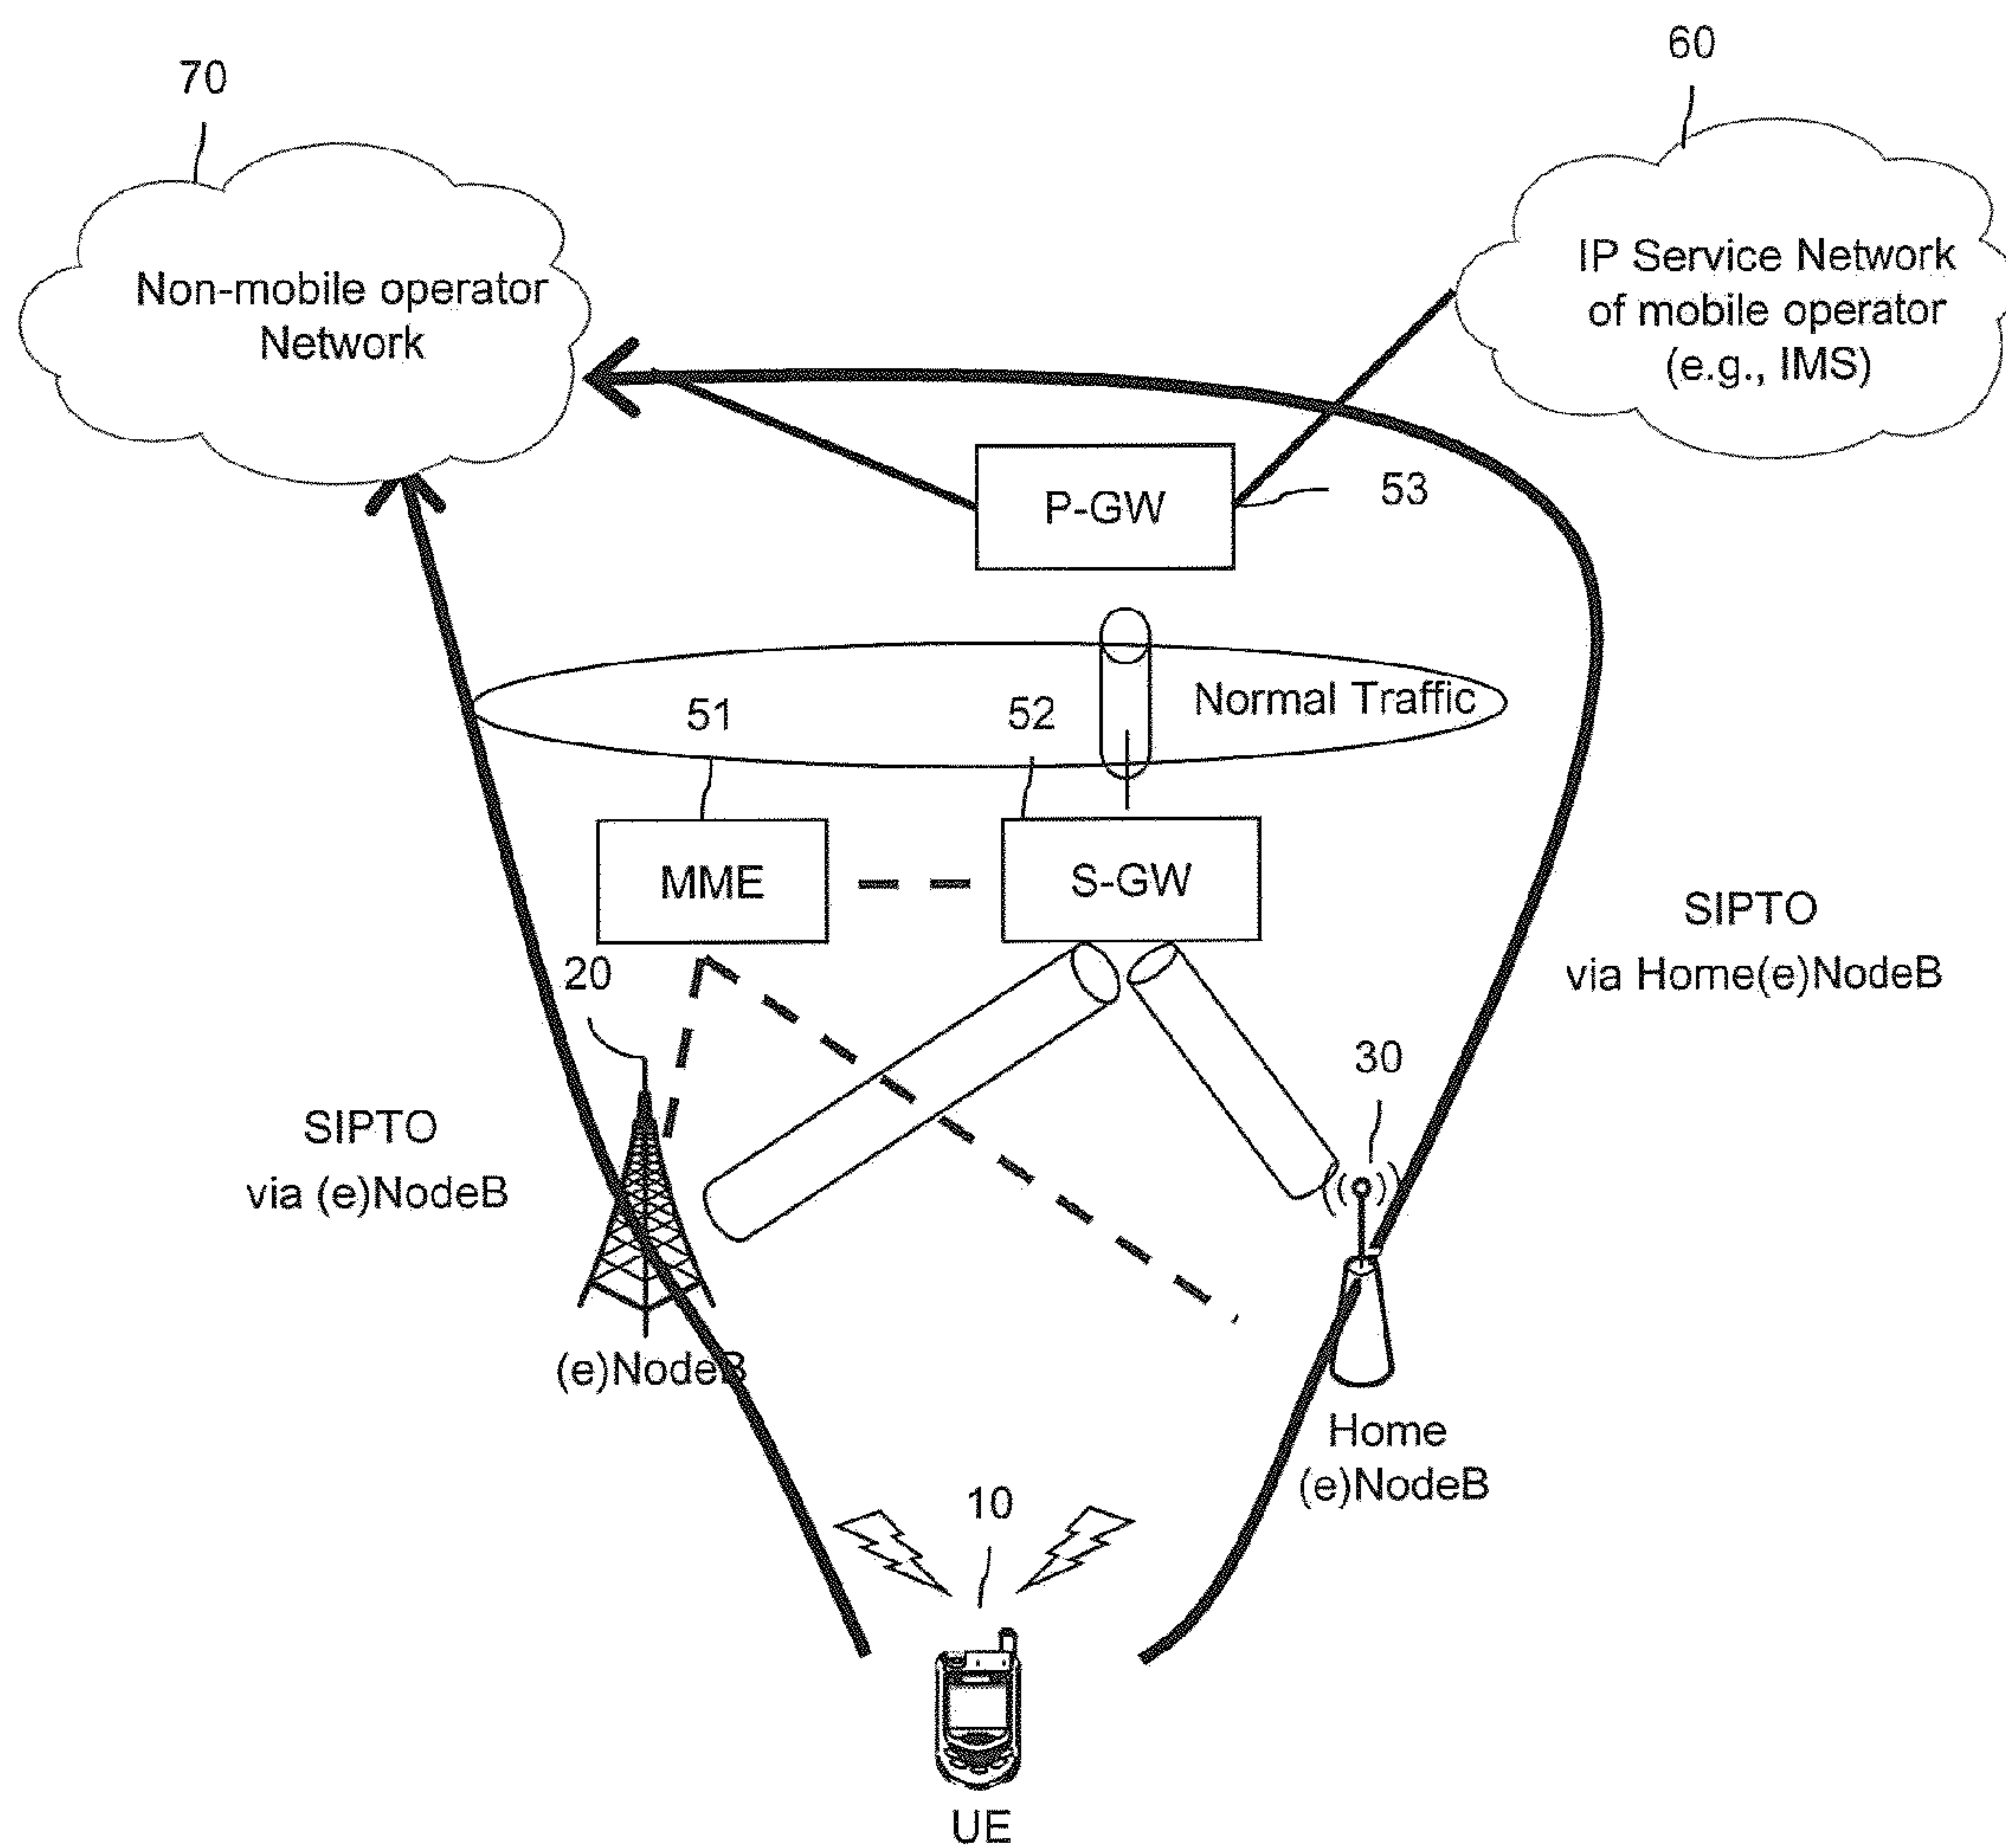 60
70
IP Service Network
of mobile operator
(e.g., IMS)
Non-mobile operator
Network
53
P-GW
Normal Traffic
51
52
MME
S-GW
SIPTO
via Home(e)NodeB
20
30
SIPTO
via (e)NodeB
(e)NodeB
Home
(e)NodeB
10
UE